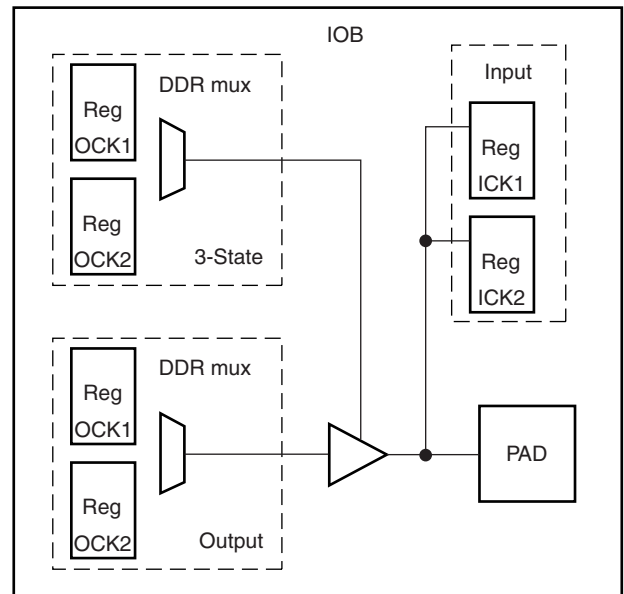 IOB
DDR mux
Reg
OCK1
Reg
OCK2
3-State
Input
Reg
ICK1
Reg
ICK2
DDR mux
Reg
OCK1
Reg
OCK2
Output
PAD